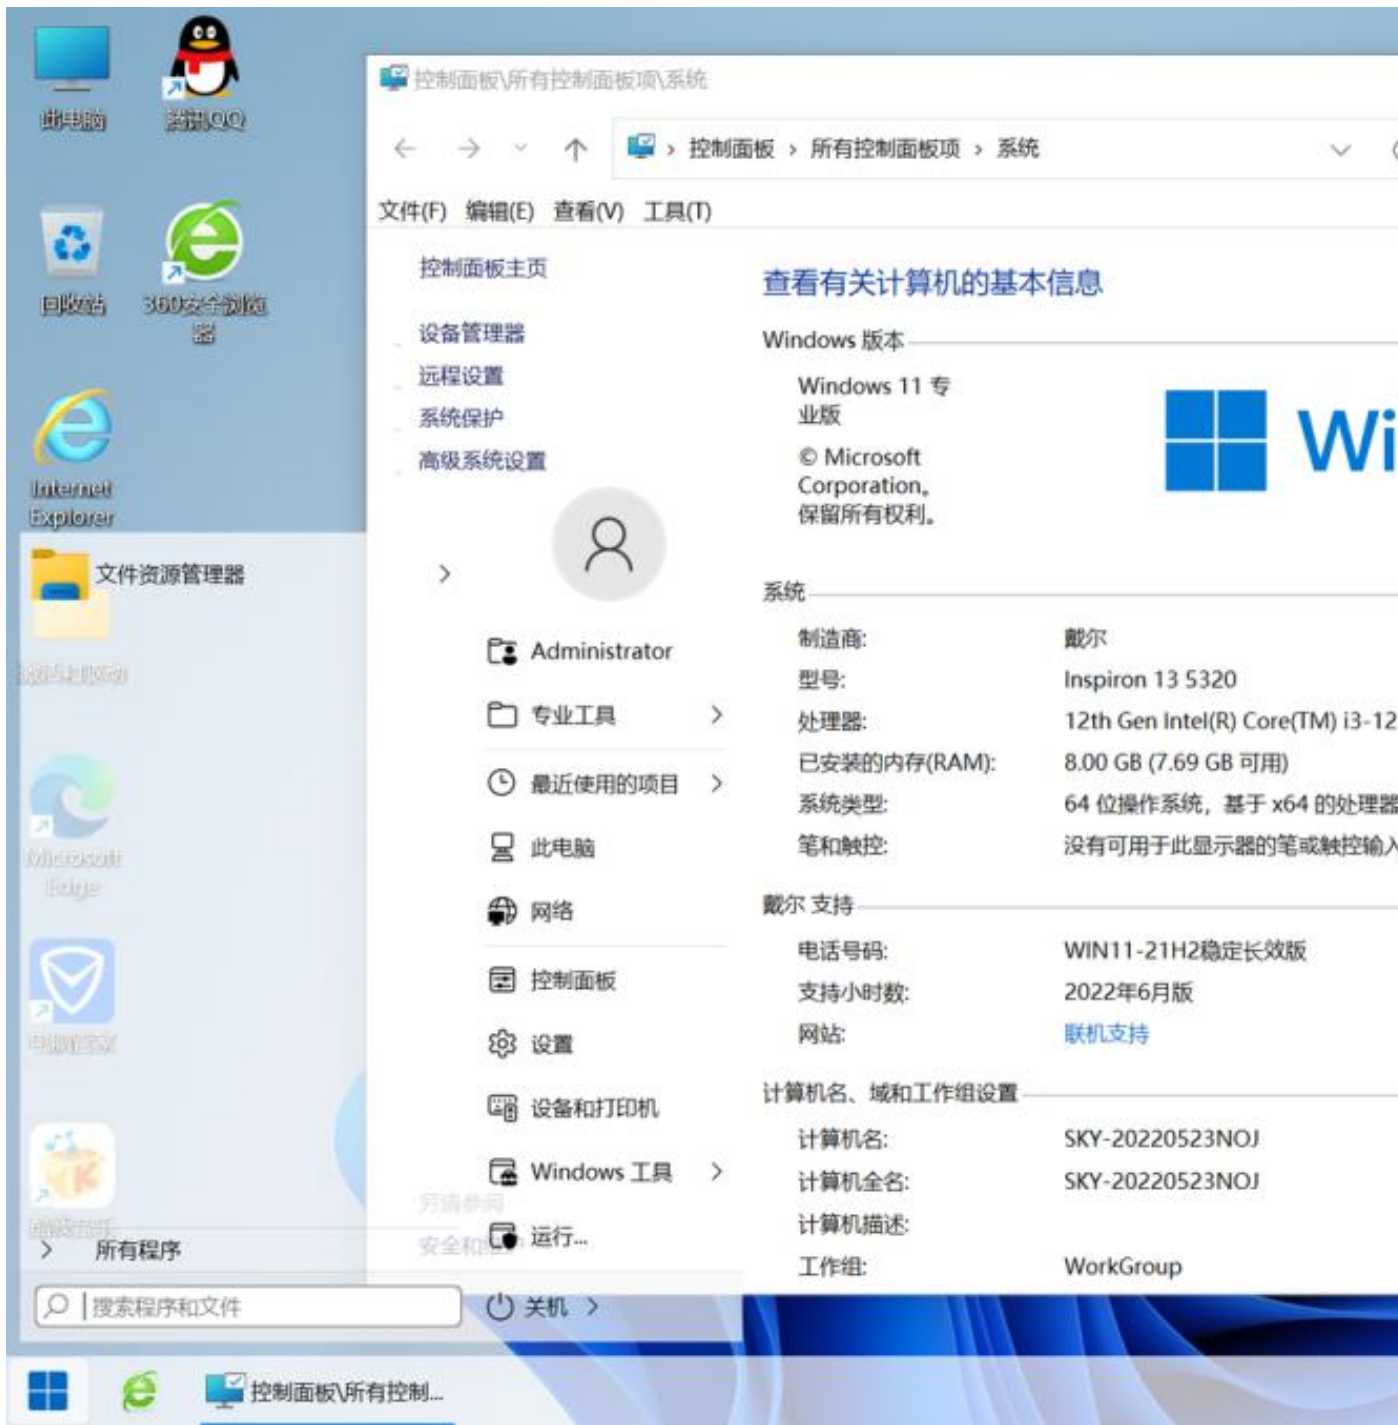 此电脑
腾讯QQ
回收站
360安全浏览
器
Internet
Explorer
文件资源管理器
Microsoft
Edge
电脑管家
所有程序
搜索程序和文件
控制面板\所有控制面板项\系统
控制面板 › 所有控制面板项 › 系统
文件(F) 编辑(E) 查看(V) 工具(T)
控制面板主页
设备管理器
远程设置
系统保护
高级系统设置
Administrator
专业工具
最近使用的项目
此电脑
网络
控制面板
设置
设备和打印机
Windows 工具
另请参阅
运行...
安全和维护
关机
查看有关计算机的基本信息
Windows 版本
Windows 11 专
业版
© Microsoft
Corporation。
保留所有权利。
Wi
系统
制造商: 戴尔
型号: Inspiron 13 5320
处理器: 12th Gen Intel(R) Core(TM) i3-12
已安装的内存(RAM): 8.00 GB (7.69 GB 可用)
系统类型: 64 位操作系统, 基于 x64 的处理器
笔和触控: 没有可用于此显示器的笔或触控输入
戴尔 支持
电话号码: WIN11-21H2稳定长效版
支持小时数: 2022年6月版
网站: 联机支持
计算机名、域和工作组设置
计算机名: SKY-20220523NOJ
计算机全名: SKY-20220523NOJ
计算机描述:
工作组: WorkGroup
控制面板\所有控制...